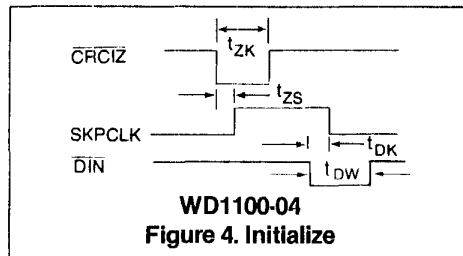 tZK
CRCIZ
tZS
SKPCLK
tDK
DIN
tDW
WD1100-04
Figure 4. Initialize